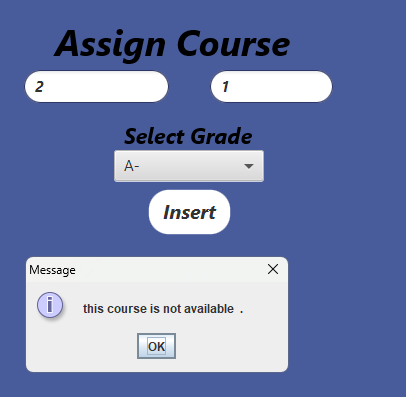 Assign Course
2 1
Select Grade
A-
Insert
Message
this course is not available .
OK